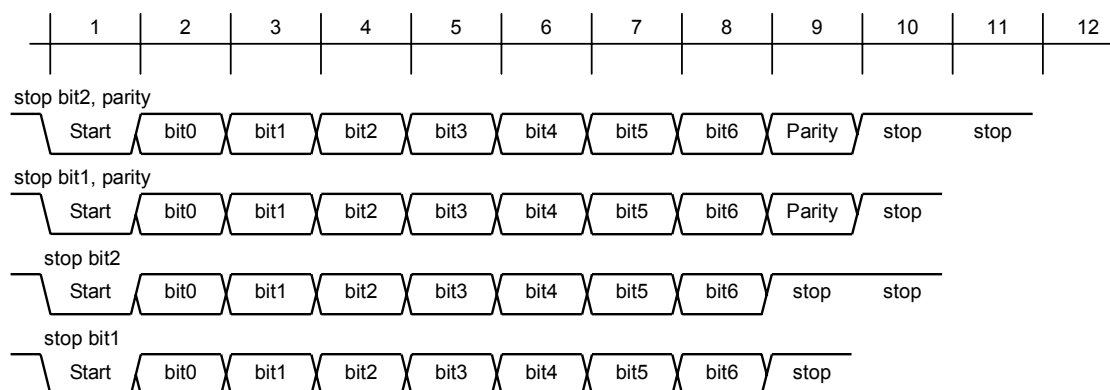 1 2 3 4 5 6 7 8 9 10 11 12
stop bit2, parity
Start bit0 bit1 bit2 bit3 bit4 bit5 bit6 Parity stop stop
stop bit1, parity
Start bit0 bit1 bit2 bit3 bit4 bit5 bit6 Parity stop
stop bit2
Start bit0 bit1 bit2 bit3 bit4 bit5 bit6 stop stop
stop bit1
Start bit0 bit1 bit2 bit3 bit4 bit5 bit6 stop